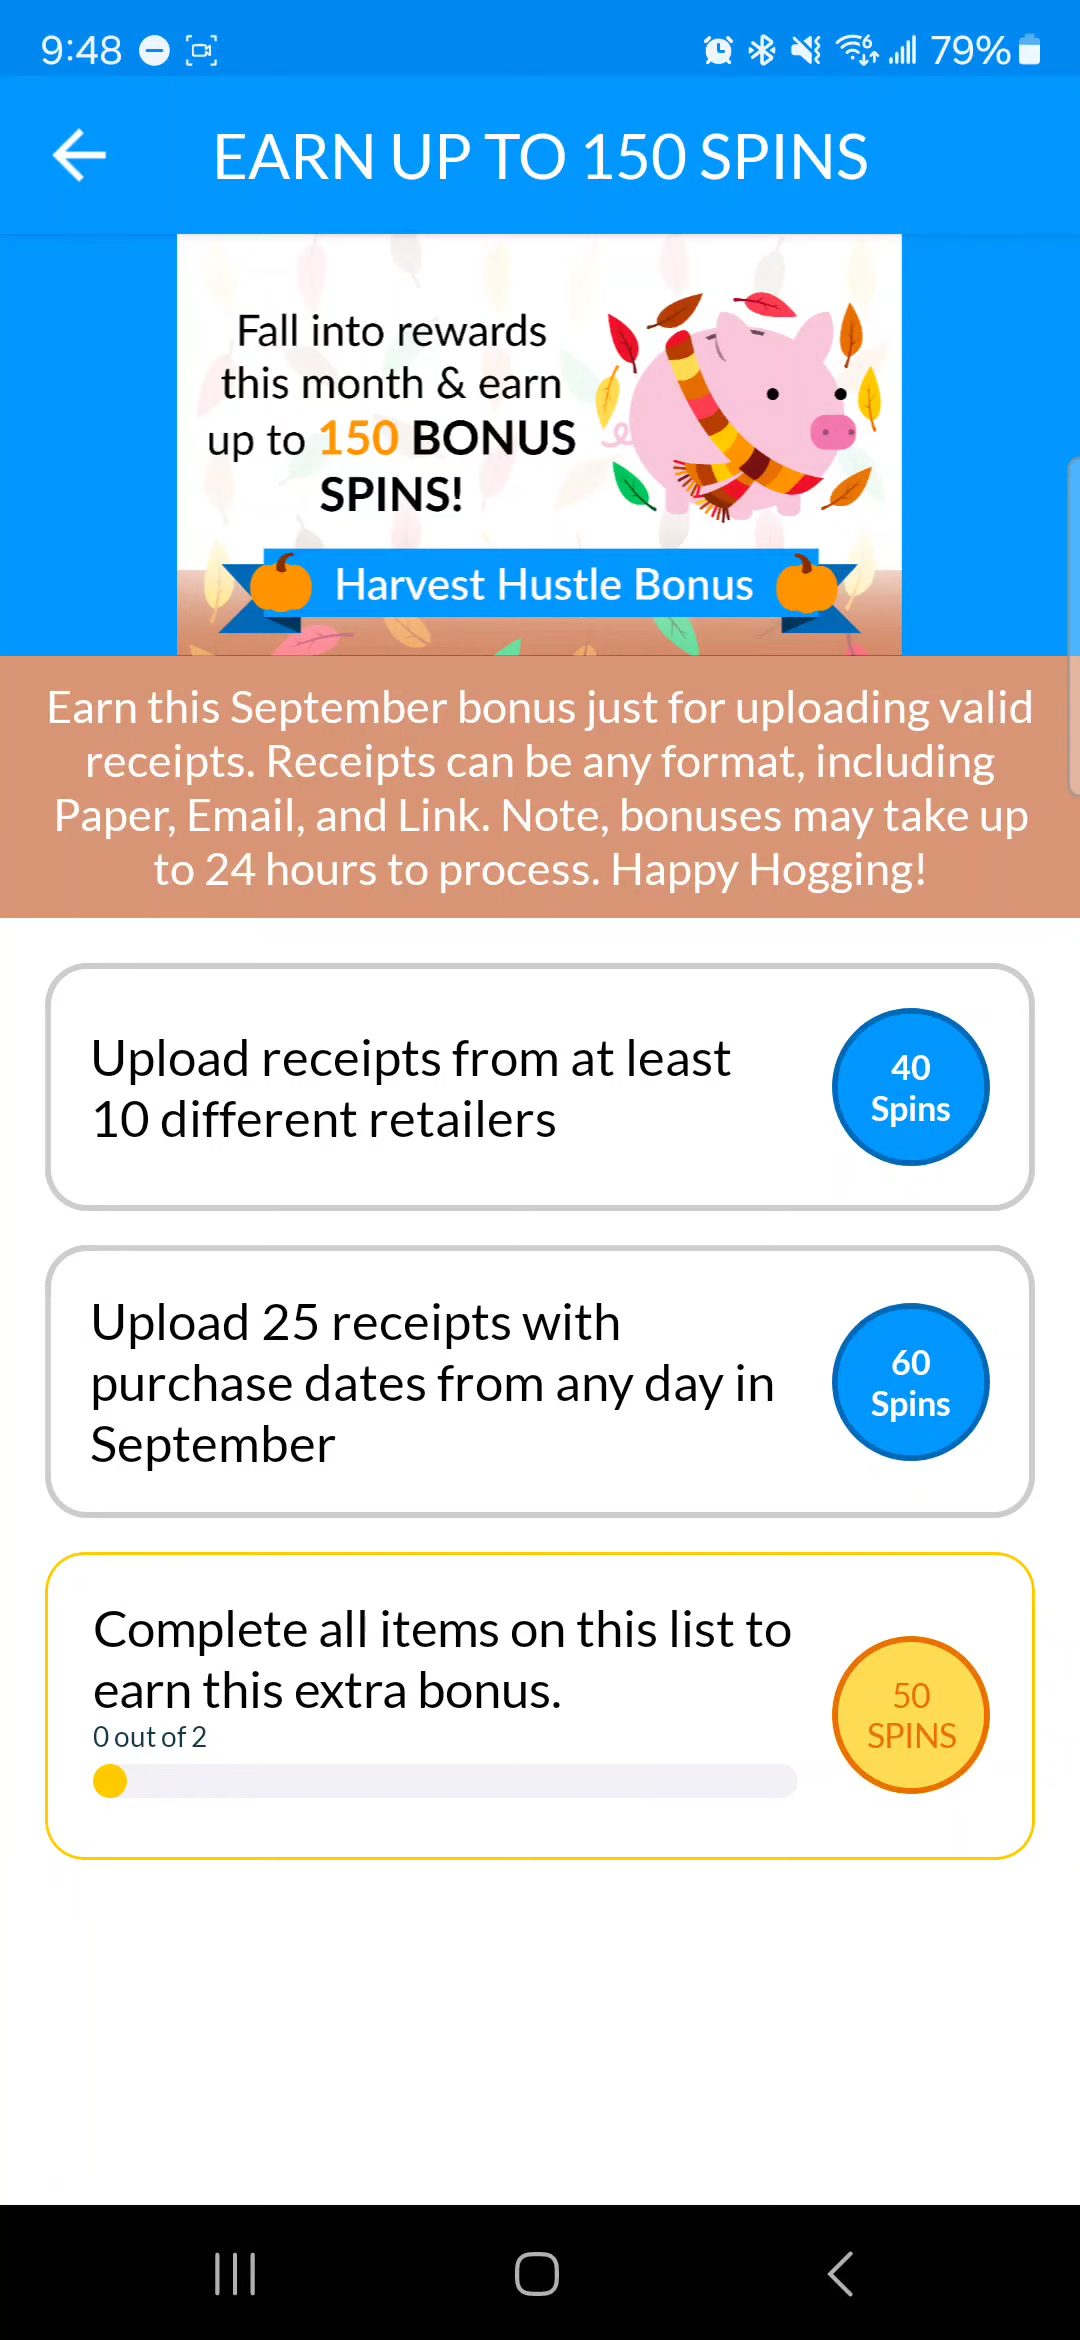 9:48
79%
EARN UP TO 150 SPINS
Fall into rewards
this month & earn
up to 150 BONUS
SPINS!
Harvest Hustle Bonus
Earn this September bonus just for uploading valid
receipts. Receipts can be any format, including
Paper, Email, and Link. Note, bonuses may take up
to 24 hours to process. Happy Hogging!
Upload receipts from at least
10 different retailers
40
Spins
Upload 25 receipts with
purchase dates from any day in
September
60
Spins
Complete all items on this list to
earn this extra bonus.
0 out of 2
50
SPINS